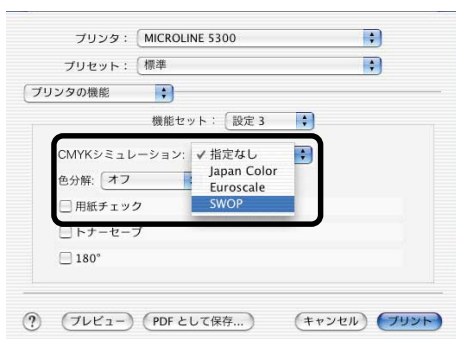 プリンタ： MICROLINE 5300
プリセット： 標準
プリンタの機能
機能セット： 設定 3
CMYKシミュレーション: ✓ 指定なし
Japan Color
Euroscale
SWOP
色分解: オフ
用紙チェック
トナーセーブ
180°
? プレビュー PDF として保存... キャンセル プリント